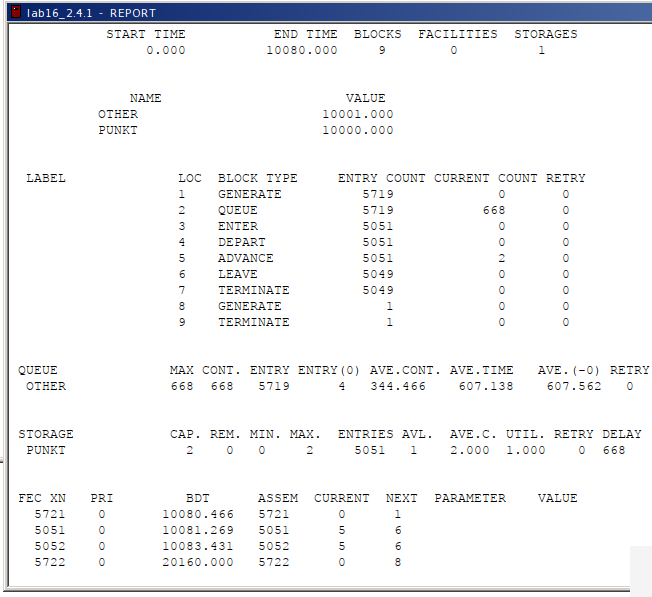 lab16_2.4.1 - REPORT
START TIME END TIME BLOCKS FACILITIES STORAGES
0.000 10080.000 9 0 1
NAME VALUE
OTHER 10001.000
PUNKT 10000.000
LABEL LOC BLOCK TYPE ENTRY COUNT CURRENT COUNT RETRY
1 GENERATE 5719 0 0
2 QUEUE 5719 668 0
3 ENTER 5051 0 0
4 DEPART 5051 0 0
5 ADVANCE 5051 2 0
6 LEAVE 5049 0 0
7 TERMINATE 5049 0 0
8 GENERATE 1 0 0
9 TERMINATE 1 0 0
QUEUE MAX CONT. ENTRY ENTRY(0) AVE.CONT. AVE.TIME AVE.(-0) RETRY
OTHER 668 668 5719 4 344.466 607.138 607.562 0
STORAGE CAP. REM. MIN. MAX. ENTRIES AVL. AVE.C. UTIL. RETRY DELAY
PUNKT 2 0 0 2 5051 1 2.000 1.000 0 668
FEC XN PRI BDT ASSEM CURRENT NEXT PARAMETER VALUE
5721 0 10080.466 5721 0 1
5051 0 10081.269 5051 5 6
5052 0 10083.431 5052 5 6
5722 0 20160.000 5722 0 8